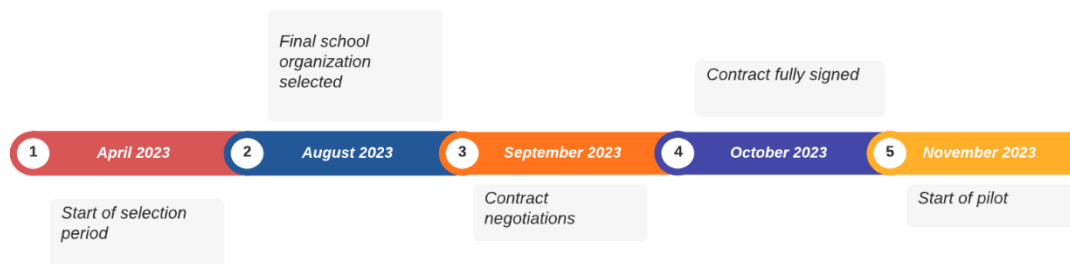 Final school
organization
selected
Contract fully signed
1
April 2023
2
August 2023
3
September 2023
4
October 2023
5
November 2023
Start of selection
period
Contract
negotiations
Start of pilot